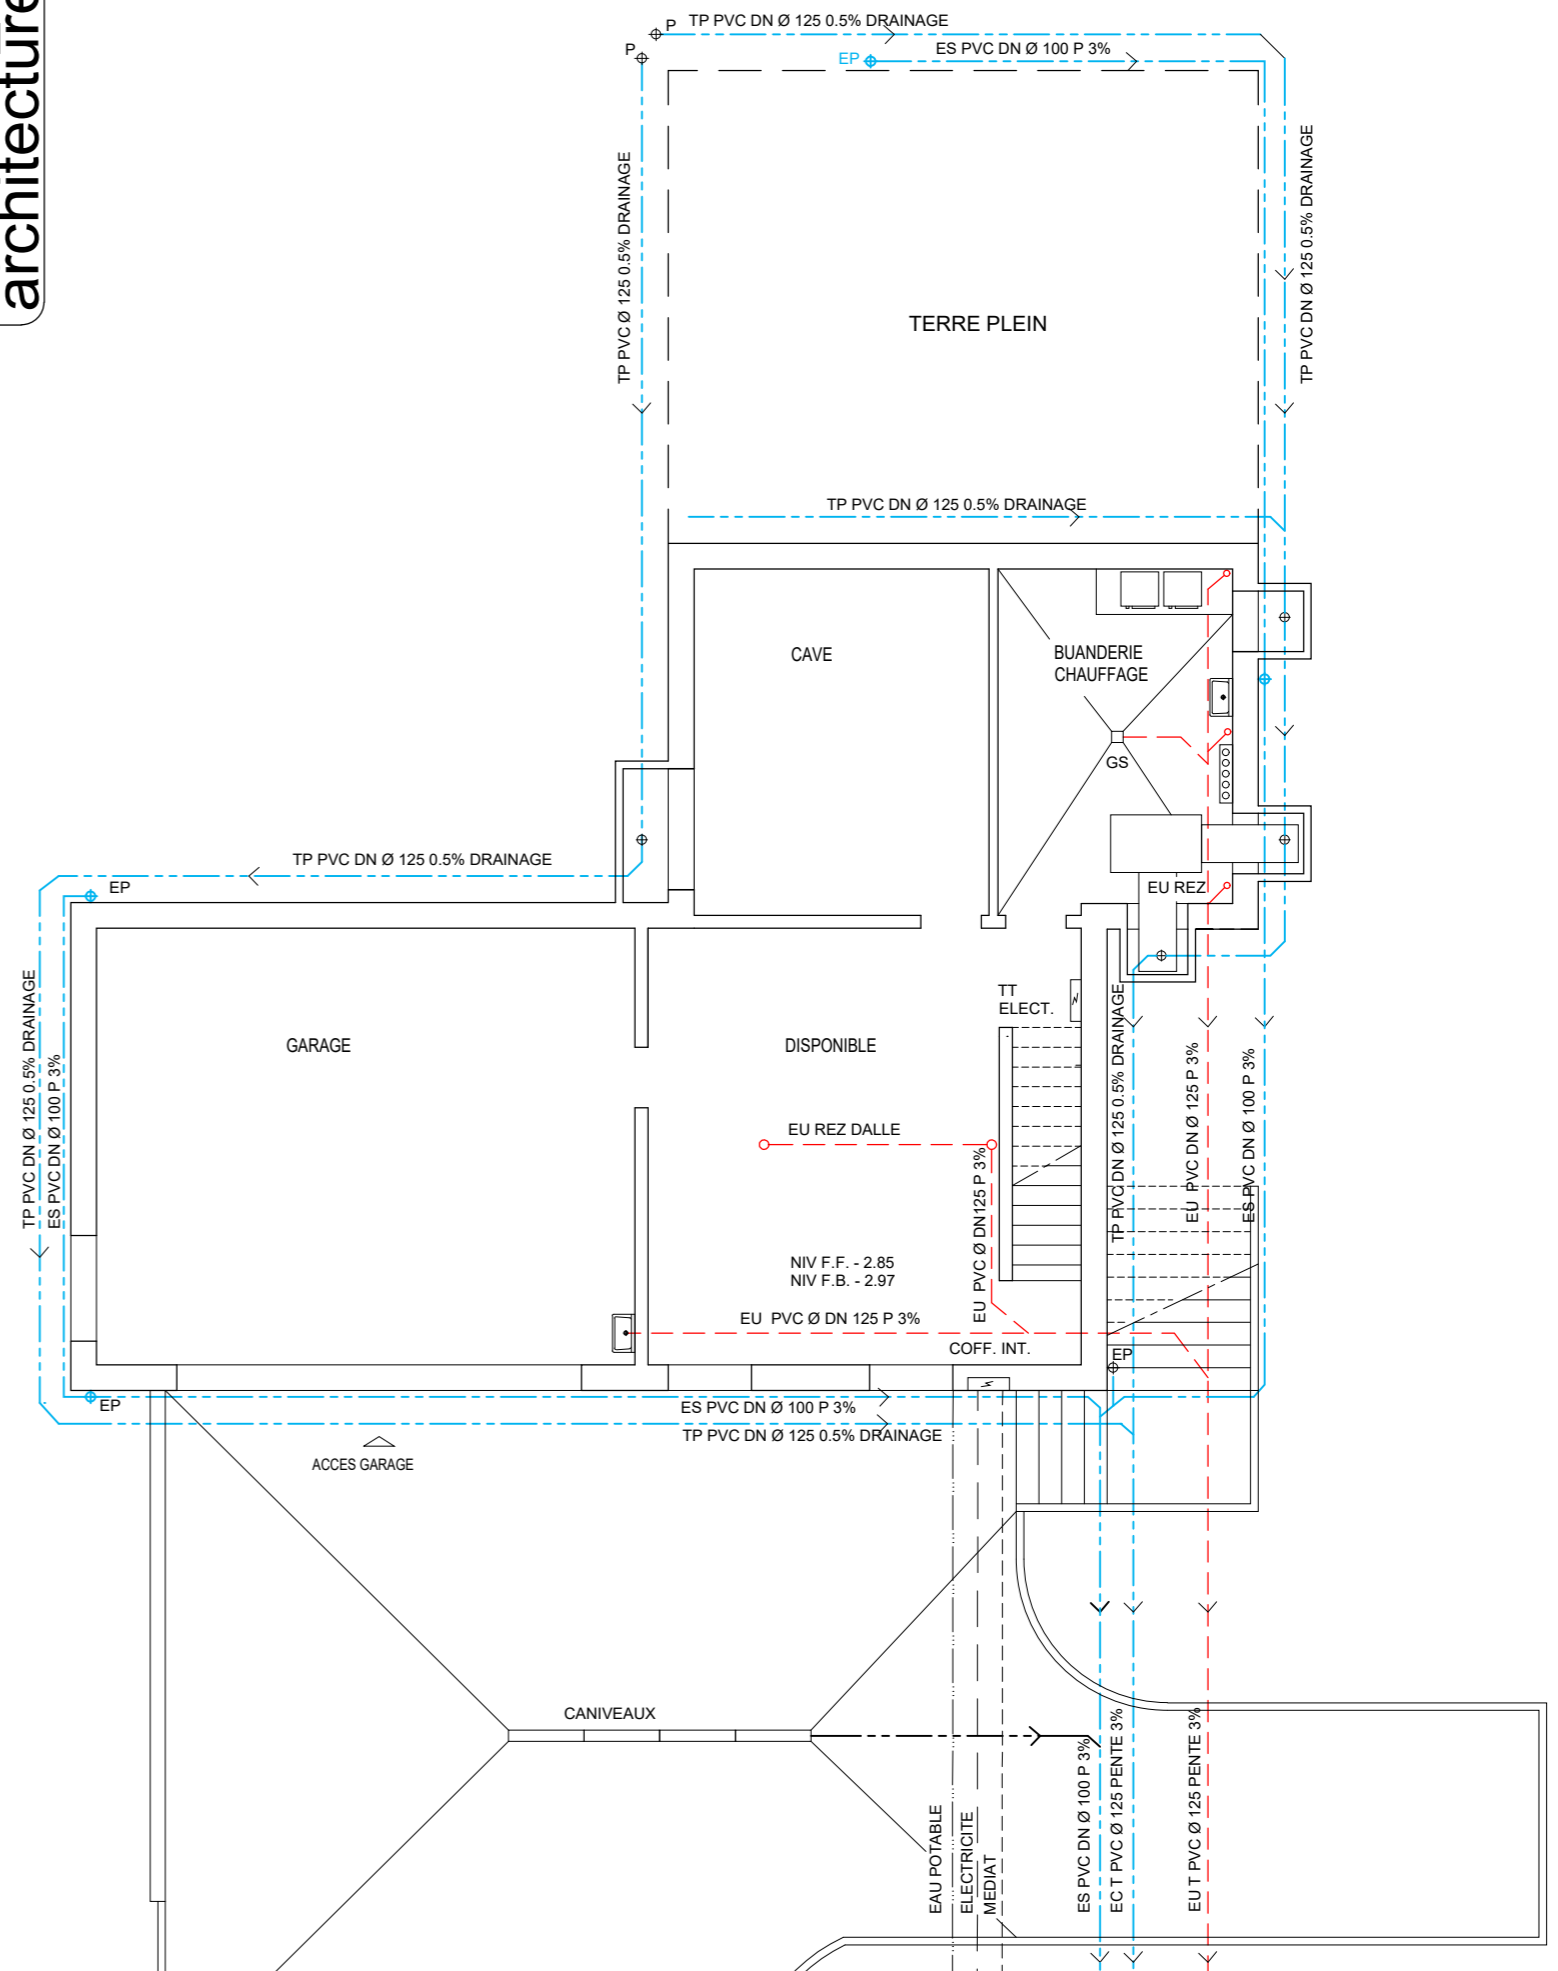 architecture
P
TP PVC DN Ø 125 0.5% DRAINAGE
P
EP
ES PVC DN Ø 100 P 3%
TP PVC Ø 125 0.5% DRAINAGE
TP PVC DN Ø 125 0.5% DRAINAGE
TERRE PLEIN
TP PVC DN Ø 125 0.5% DRAINAGE
CAVE
BUANDERIE
CHAUFFAGE
GS
TP PVC DN Ø 125 0.5% DRAINAGE
EP
EU REZ
TP PVC DN Ø 125 0.5% DRAINAGE
ES PVC DN Ø 100 P 3%
GARAGE
DISPONIBLE
TT
ELECT.
TP PVC DN Ø 125 0.5% DRAINAGE
EU PVC DN Ø 125 P 3%
ES PVC DN Ø 100 P 3%
EU REZ DALLE
EU PVC Ø DN125 P 3%
NIV F.F. - 2.85
NIV F.B. - 2.97
EU PVC Ø DN 125 P 3%
COFF. INT.
EP
EP
ES PVC DN Ø 100 P 3%
TP PVC DN Ø 125 0.5% DRAINAGE
ACCES GARAGE
CANIVEAUX
EAU POTABLE
ELECTRICITE
MEDIAT
ES PVC DN Ø 100 P 3%
EC T PVC Ø 125 PENTE 3%
EU T PVC Ø 125 PENTE 3%